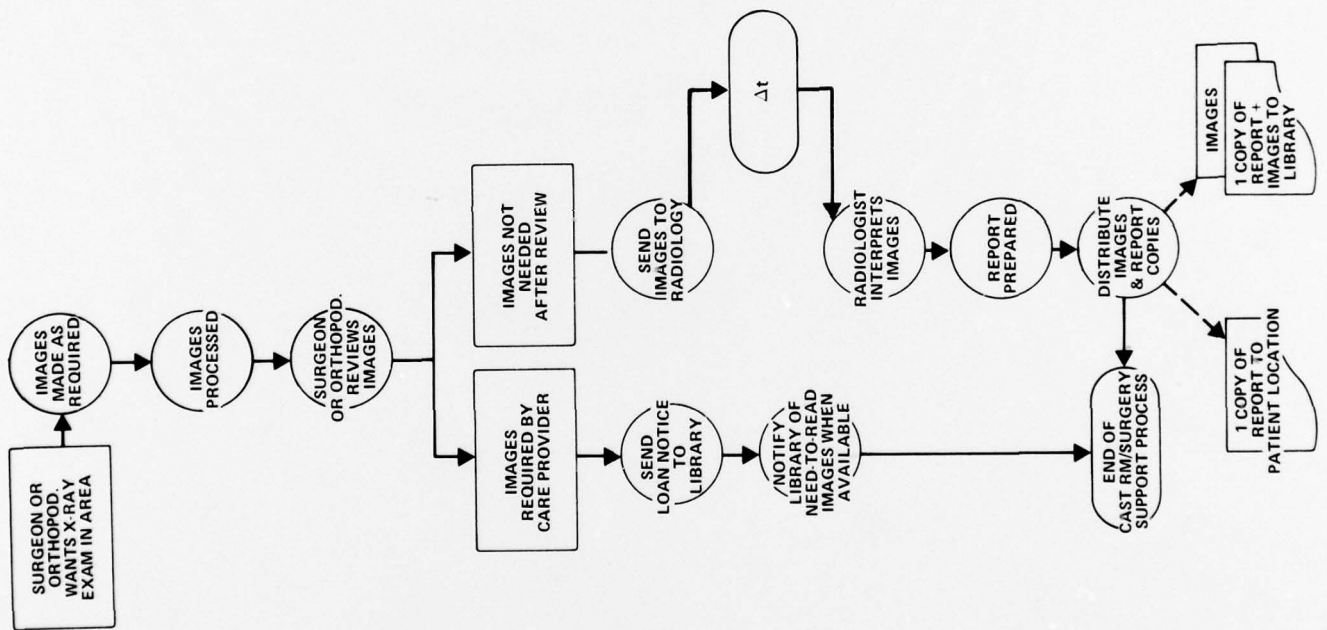 SURGEON OR
ORTHOPOD.
WANTS X-RAY
EXAM IN AREA
IMAGES
MADE AS
REQUIRED
IMAGES
PROCESSED
SURGEON
OR ORTHOPOD.
REVIEWS
IMAGES
IMAGES
REQUIRED BY
CARE PROVIDER
IMAGES NOT
NEEDED
AFTER REVIEW
SEND
LOAN NOTICE
TO
LIBRARY
NOTIFY
LIBRARY OF
NEED-TO-READ
IMAGES WHEN
AVAILABLE
SEND
IMAGES TO
RADIOLOGY
Δt
RADIOLOGIST
INTERPRETS
IMAGES
REPORT
PREPARED
DISTRIBUTE
IMAGES
& REPORT
COPIES
END OF
CAST RM/SURGERY
SUPPORT PROCESS
1 COPY OF
REPORT TO
PATIENT LOCATION
IMAGES
1 COPY OF
REPORT +
IMAGES TO
LIBRARY